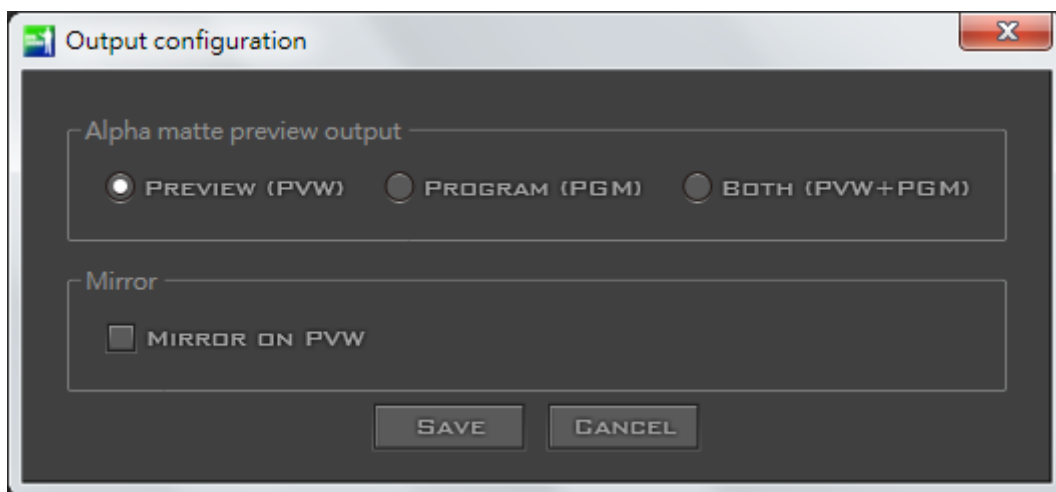 Output configuration
Alpha matte preview output
PREVIEW (PVW) PROGRAM (PGM) BOTH (PVW+PGM)
Mirror
MIRROR ON PVW
SAVE CANCEL